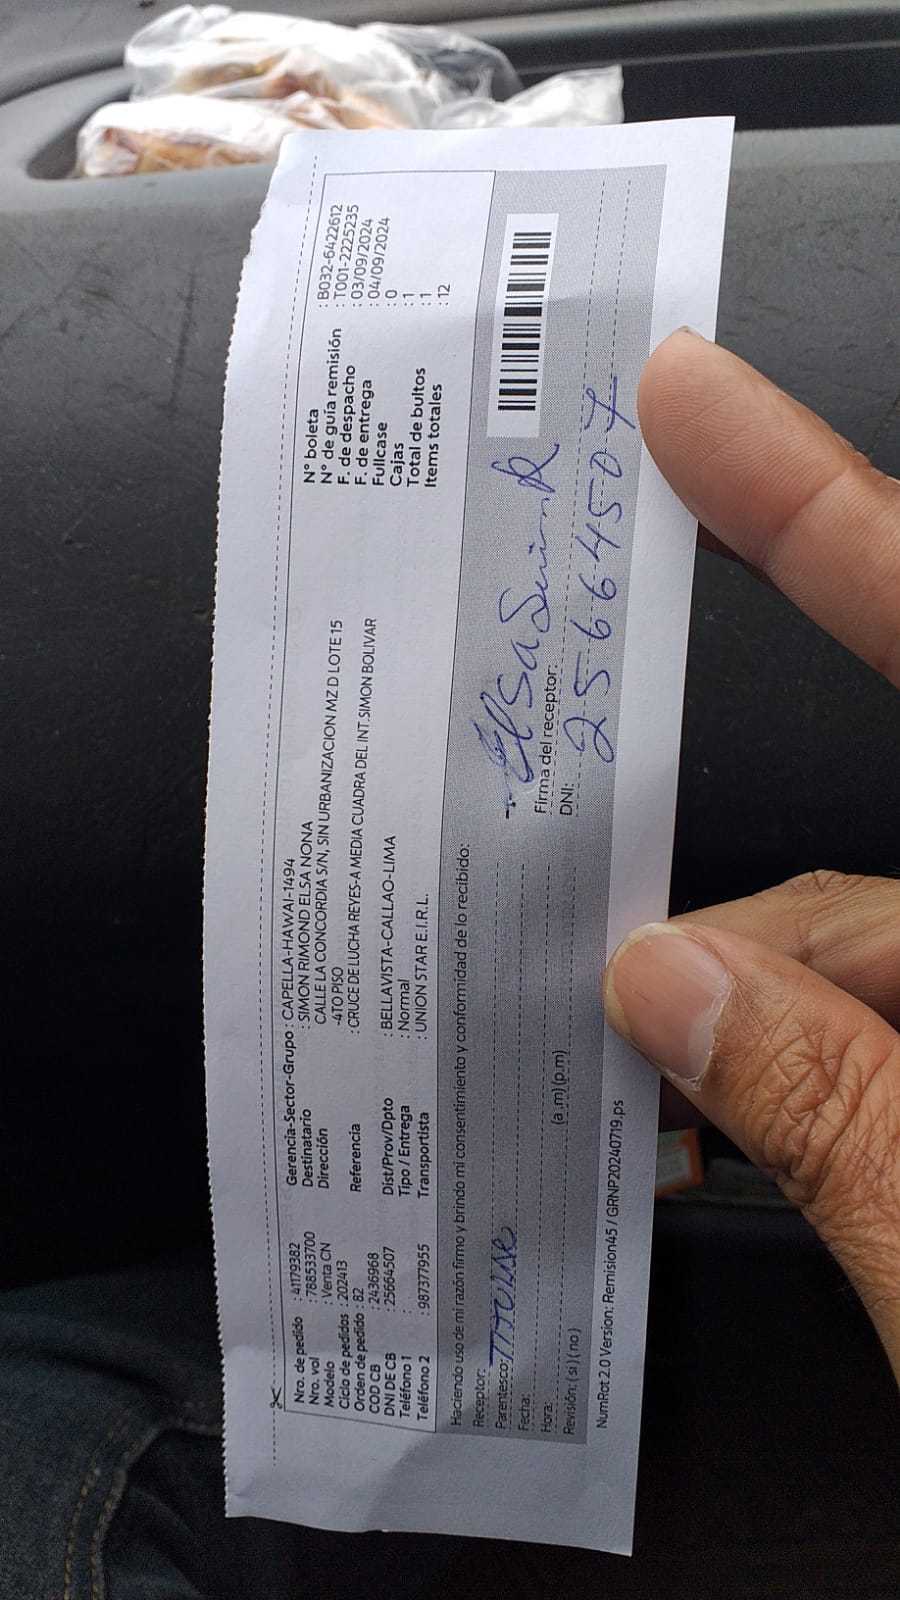 Nro. de pedido : 41179382
Nro. vol : 788533700
Modelo : Venta CN
Ciclo de pedidos : 202413
Orden de pedido : 82
COD CB : 2436968
DNI DE CB : 25664507
Teléfono 1
Teléfono 2 : 987377955
Gerencia-Sector-Grupo : CAPELLA-HAWAI-1494
Destinatario : SIMON RIMOND ELSA NONA
Dirección CALLE LA CONCORDIA S/N, SIN URBANIZACION MZ D LOTE 15
-4TO PISO
Referencia : CRUCE DE LUCHA REYES-A MEDIA CUADRA DEL INT.SIMON BOLIVAR
Dist/Prov/Dpto : BELLAVISTA-CALLAO-LIMA
Tipo / Entrega : Normal
Transportista : UNION STAR E.I.R.L.
N° boleta : B032-6422612
N° de guía remisión : T001-2225235
F. de despacho : 03/09/2024
F. de entrega : 04/09/2024
Fullcase : 0
Cajas : 1
Total de bultos : 1
Items totales : 12
Haciendo uso de mi razón firmo y brindo mi consentimiento y conformidad de lo recibido:
Receptor:
Parentesco: Titular
Fecha:
Hora: (a.m) (p.m)
Revisión: ( si ) ( no )
Elsa Simon R
Firma del receptor:
DNI: 25664507
NumRot 2.0 Version: Remision45 / GRNP20240719.ps